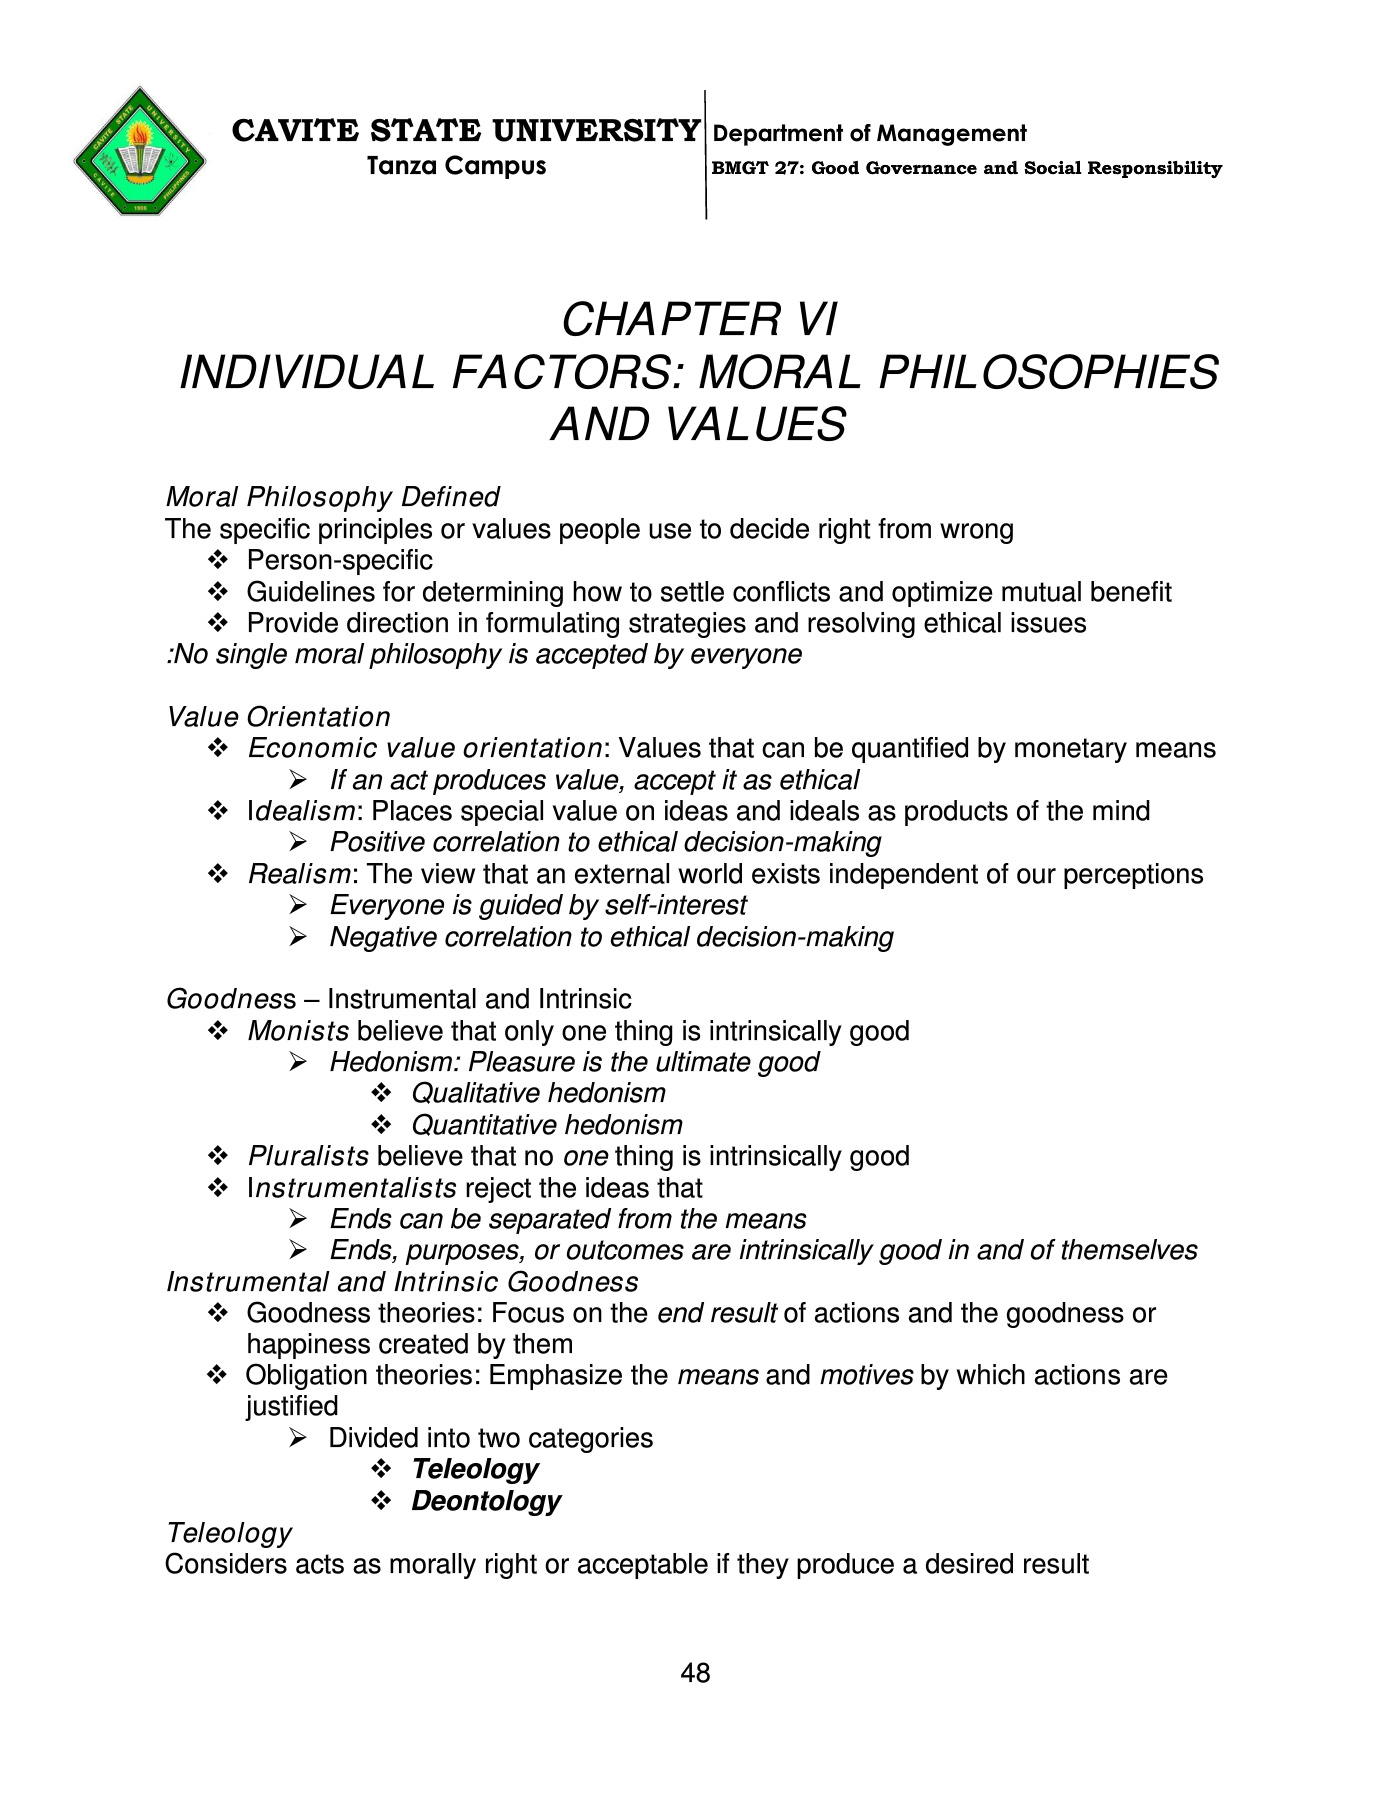 CAVITE STATE UNIVERSITY
CAVITE PHILIPPINES
1906
CAVITE STATE UNIVERSITY
Tanza Campus
Department of Management
BMGT 27: Good Governance and Social Responsibility
CHAPTER VI
INDIVIDUAL FACTORS: MORAL PHILOSOPHIES
AND VALUES
Moral Philosophy Defined
The specific principles or values people use to decide right from wrong
❖ Person-specific
❖ Guidelines for determining how to settle conflicts and optimize mutual benefit
❖ Provide direction in formulating strategies and resolving ethical issues
:No single moral philosophy is accepted by everyone
Value Orientation
❖ Economic value orientation: Values that can be quantified by monetary means
➢ If an act produces value, accept it as ethical
❖ Idealism: Places special value on ideas and ideals as products of the mind
➢ Positive correlation to ethical decision-making
❖ Realism: The view that an external world exists independent of our perceptions
➢ Everyone is guided by self-interest
➢ Negative correlation to ethical decision-making
Goodness – Instrumental and Intrinsic
❖ Monists believe that only one thing is intrinsically good
➢ Hedonism: Pleasure is the ultimate good
❖ Qualitative hedonism
❖ Quantitative hedonism
❖ Pluralists believe that no one thing is intrinsically good
❖ Instrumentalists reject the ideas that
➢ Ends can be separated from the means
➢ Ends, purposes, or outcomes are intrinsically good in and of themselves
Instrumental and Intrinsic Goodness
❖ Goodness theories: Focus on the end result of actions and the goodness or
happiness created by them
❖ Obligation theories: Emphasize the means and motives by which actions are
justified
➢ Divided into two categories
❖ Teleology
❖ Deontology
Teleology
Considers acts as morally right or acceptable if they produce a desired result
48